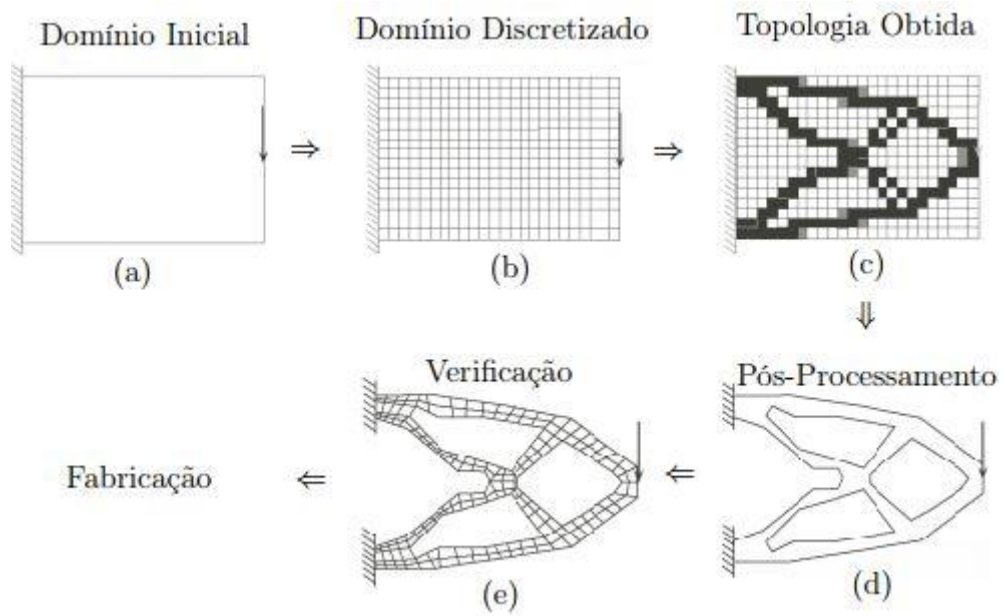 Domínio Inicial
Domínio Discretizado
Topologia Obtida
(a)
(b)
(c)
Pós-Processamento
(d)
Verificação
(e)
Fabricação